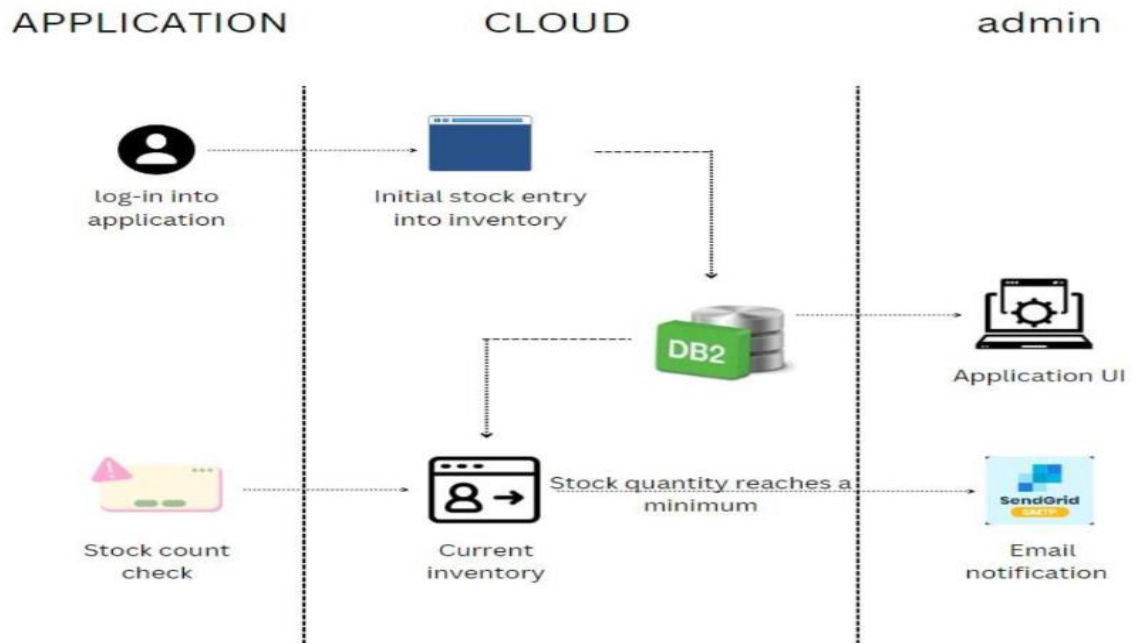 APPLICATION
CLOUD
admin
log-in into
application
Initial stock entry
into inventory
DB2
Application UI
Stock quantity reaches a
minimum
SendGrid
SMTP
Stock count
check
Current
inventory
Email
notification